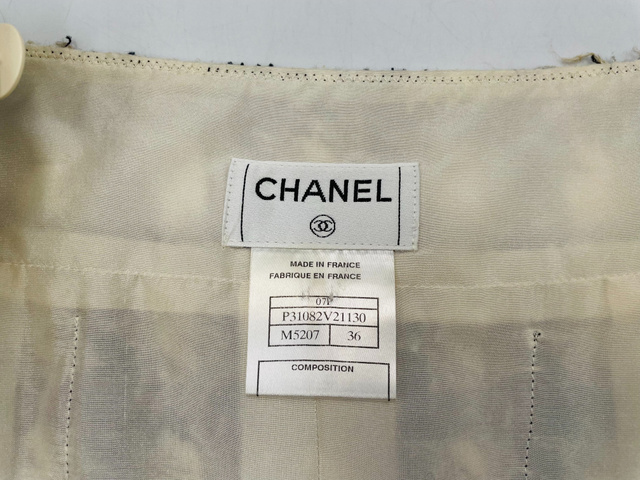 CHANEL
MADE IN FRANCE
FABRIQUE EN FRANCE
07P
P31082V21130
M5207 36
COMPOSITION